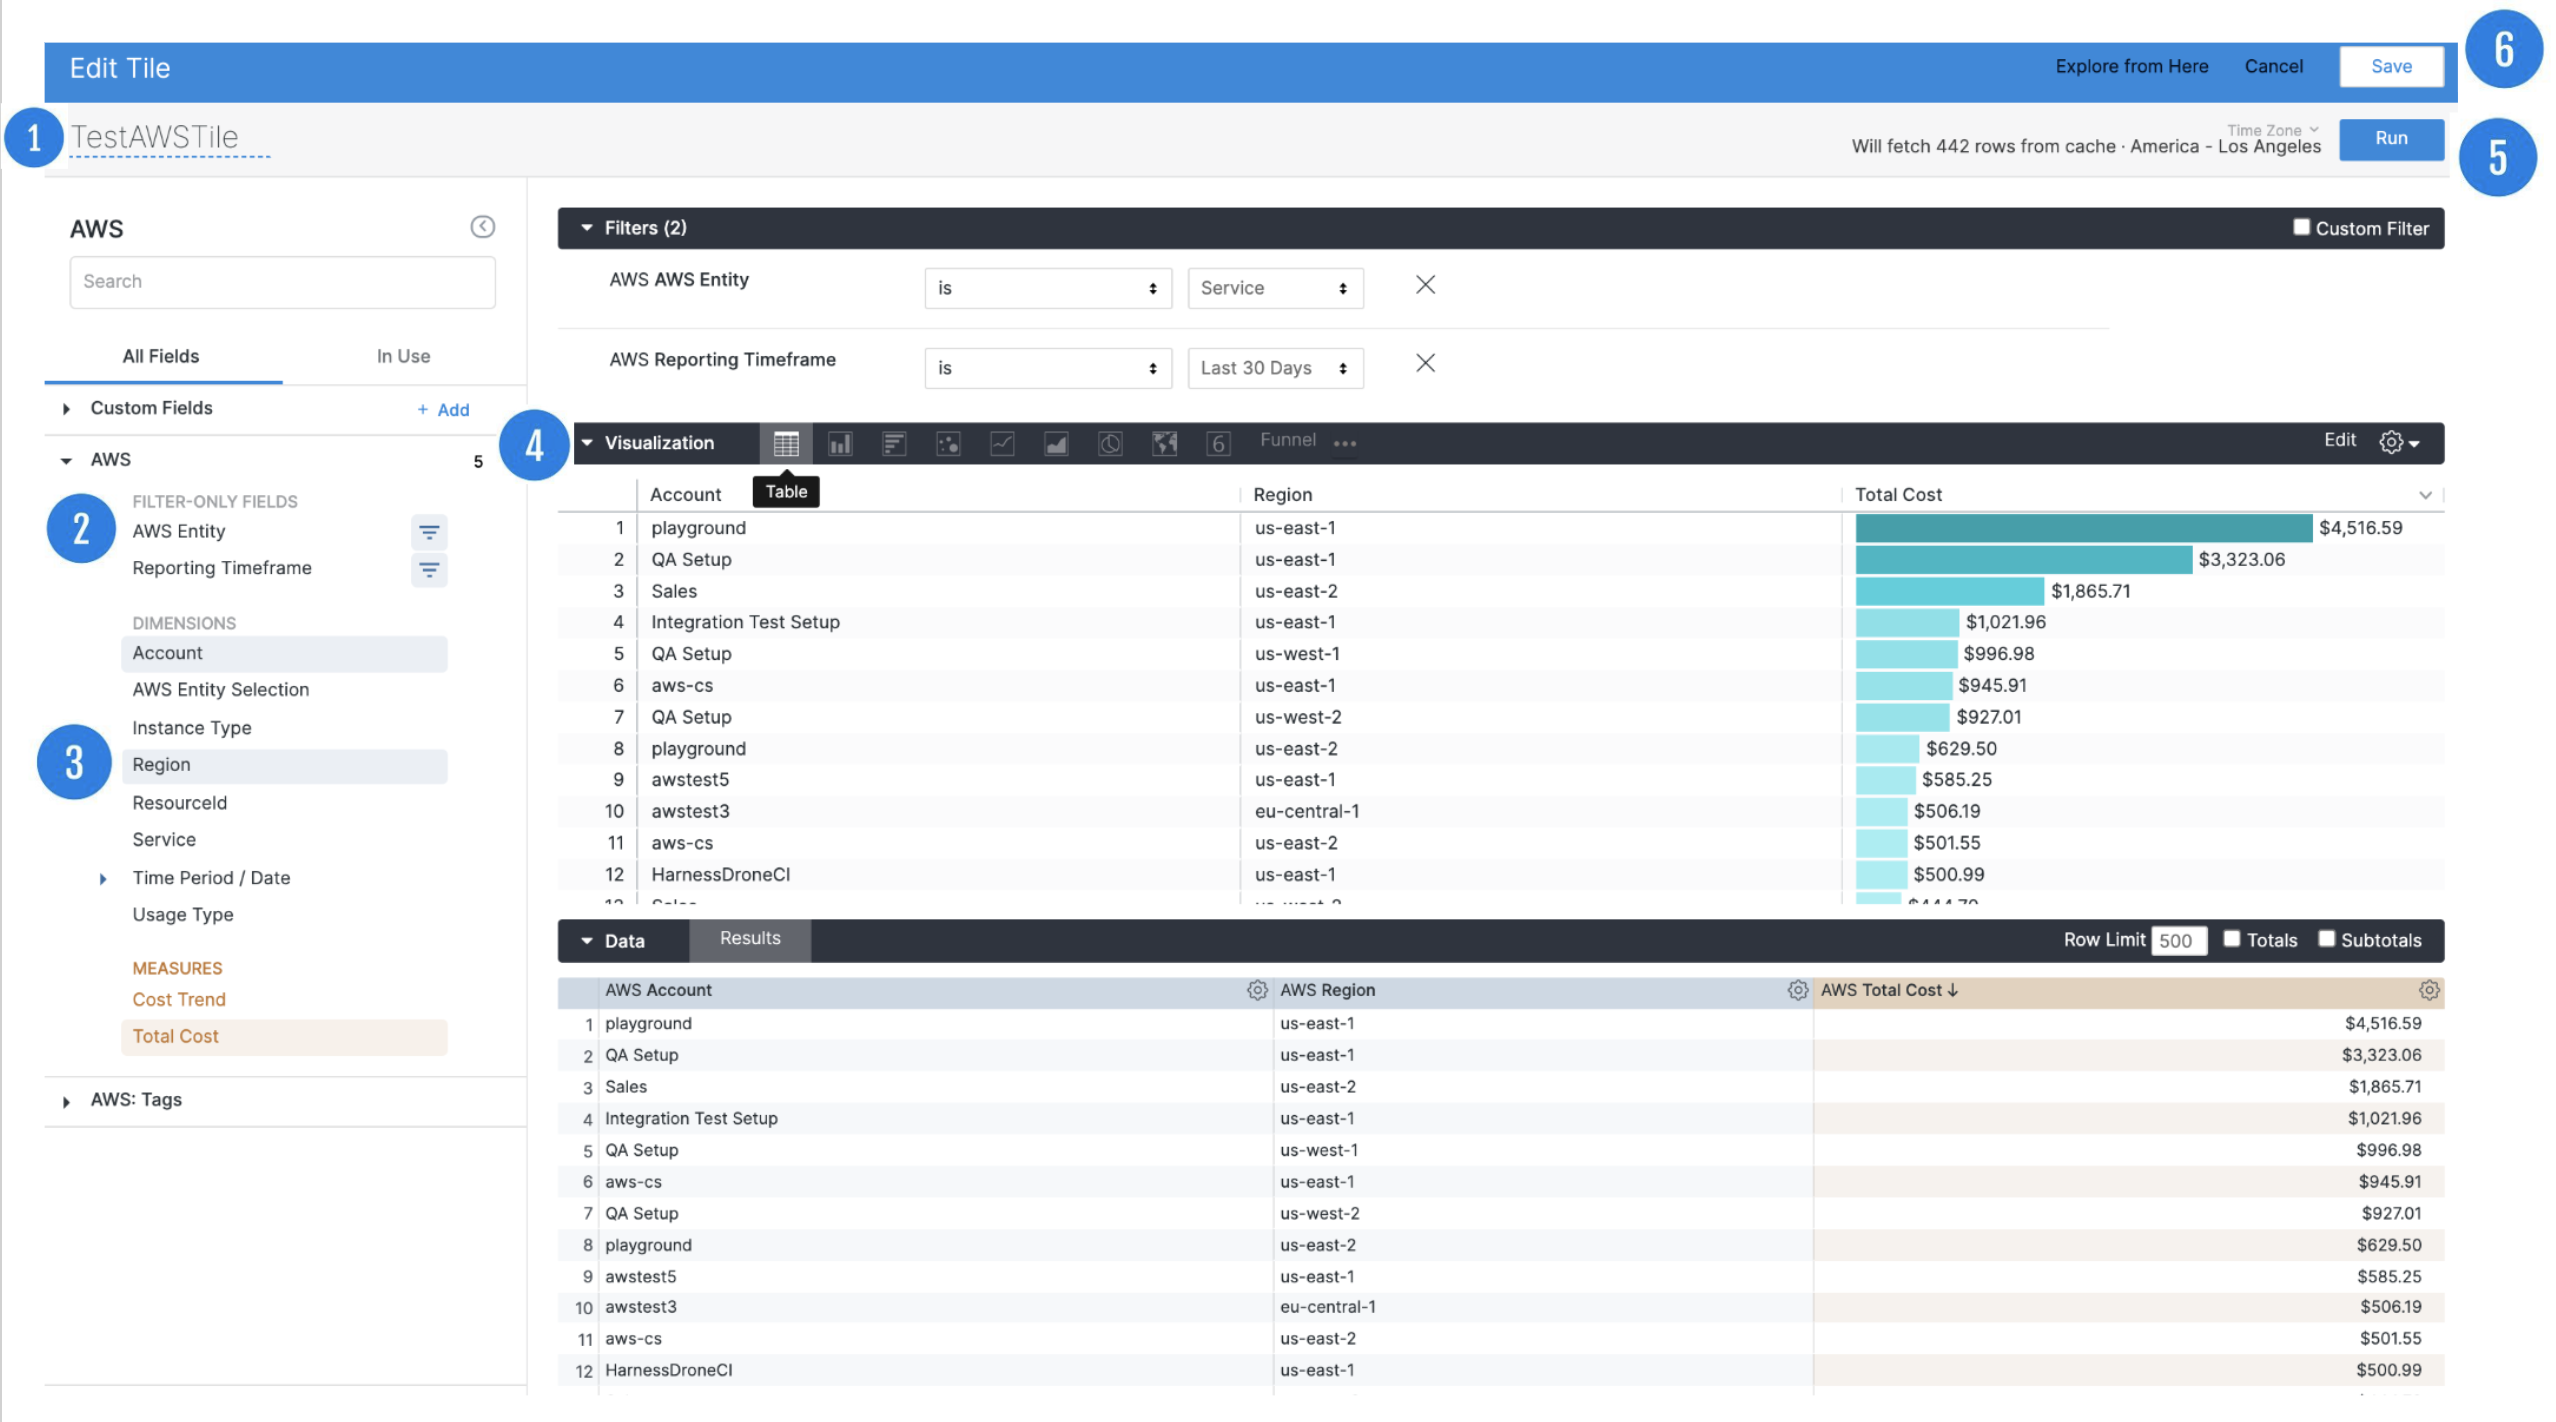 Edit Tile
Explore from Here Cancel Save 6
1 TestAWSTile
Time Zone
Will fetch 442 rows from cache · America - Los Angeles Run 5
AWS
Search
All Fields In Use
Custom Fields + Add
AWS 5
2 FILTER-ONLY FIELDS
AWS Entity
Reporting Timeframe
DIMENSIONS
Account
AWS Entity Selection
Instance Type
3 Region
ResourceId
Service
Time Period / Date
Usage Type
MEASURES
Cost Trend
Total Cost
AWS: Tags
Filters (2) Custom Filter
AWS AWS Entity is Service
AWS Reporting Timeframe is Last 30 Days
4 Visualization 6 Funnel ••• Edit
Table
Account Region Total Cost
1 playground us-east-1 $4,516.59
2 QA Setup us-east-1 $3,323.06
3 Sales us-east-2 $1,865.71
4 Integration Test Setup us-east-1 $1,021.96
5 QA Setup us-west-1 $996.98
6 aws-cs us-east-1 $945.91
7 QA Setup us-west-2 $927.01
8 playground us-east-2 $629.50
9 awstest5 us-east-1 $585.25
10 awstest3 eu-central-1 $506.19
11 aws-cs us-east-2 $501.55
12 HarnessDroneCI us-east-1 $500.99
Data Results Row Limit 500 Totals Subtotals
AWS Account AWS Region AWS Total Cost ↓
1 playground us-east-1 $4,516.59
2 QA Setup us-east-1 $3,323.06
3 Sales us-east-2 $1,865.71
4 Integration Test Setup us-east-1 $1,021.96
5 QA Setup us-west-1 $996.98
6 aws-cs us-east-1 $945.91
7 QA Setup us-west-2 $927.01
8 playground us-east-2 $629.50
9 awstest5 us-east-1 $585.25
10 awstest3 eu-central-1 $506.19
11 aws-cs us-east-2 $501.55
12 HarnessDroneCI us-east-1 $500.99